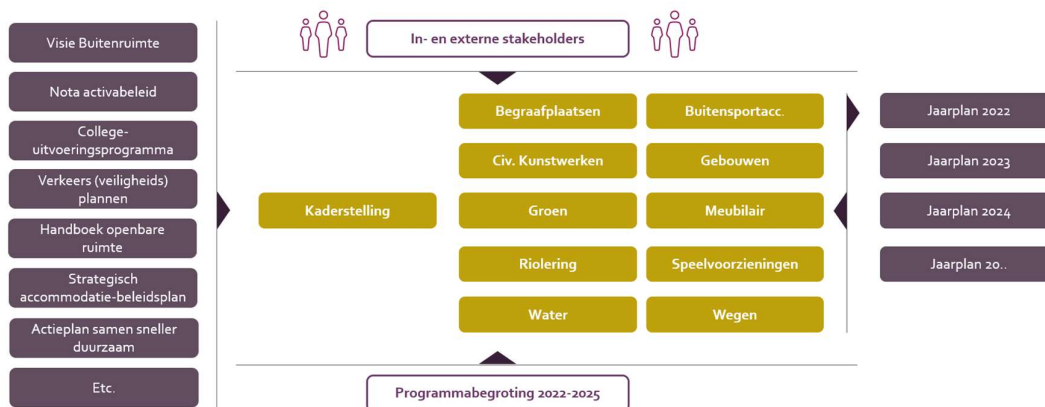 Visie Buitenruimte
Nota activabeleid
College-
uitvoeringsprogramma
Verkeers (veiligheids)
plannen
Handboek openbare
ruimte
Strategisch
accommodatie-beleidsplan
Actieplan samen sneller
duurzaam
Etc.
In- en externe stakeholders
Kaderstelling
Begraafplaatsen
Buitensportacc.
Civ. Kunstwerken
Gebouwen
Groen
Meubilair
Riolering
Speelvoorzieningen
Water
Wegen
Programmabegroting 2022-2025
Jaarplan 2022
Jaarplan 2023
Jaarplan 2024
Jaarplan 20..